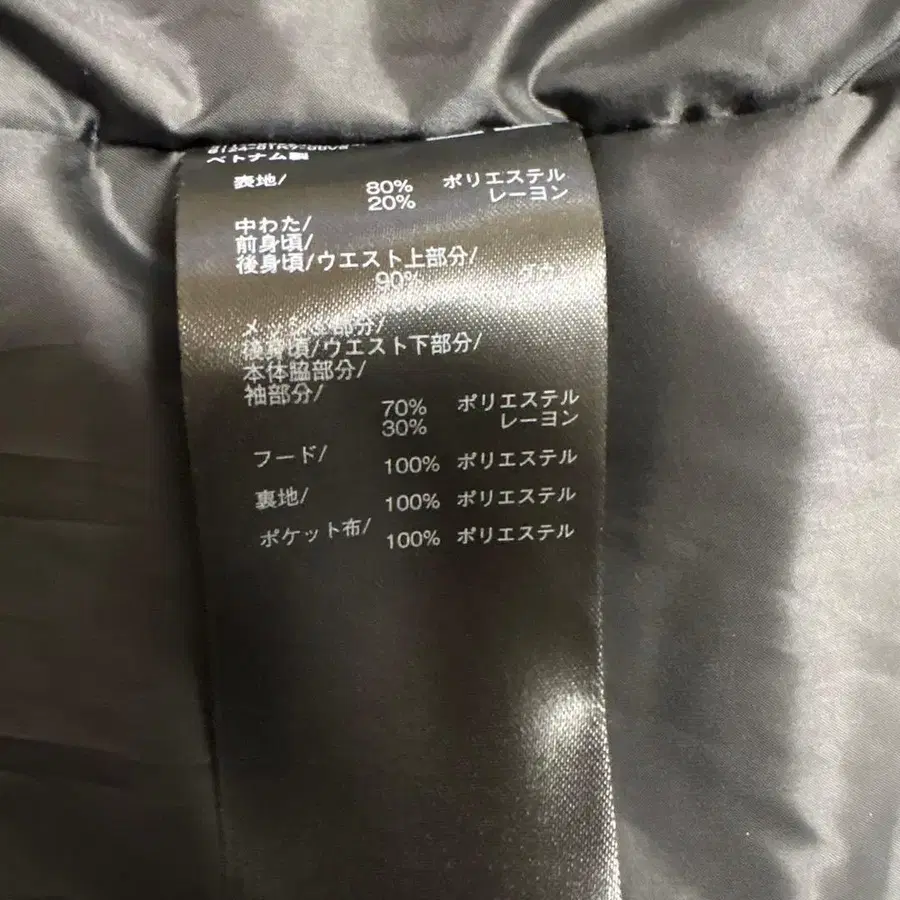 ベトナム製
表地/ 80% ポリエステル
20% レーヨン
中わた/
前身頃/
後身頃/ウエスト上部分/
90% ダウン
部分/
後身頃/ウエスト下部分/
本体脇部分/
袖部分/
70% ポリエステル
30% レーヨン
フード/ 100% ポリエステル
裏地/ 100% ポリエステル
ポケット布/ 100% ポリエステル